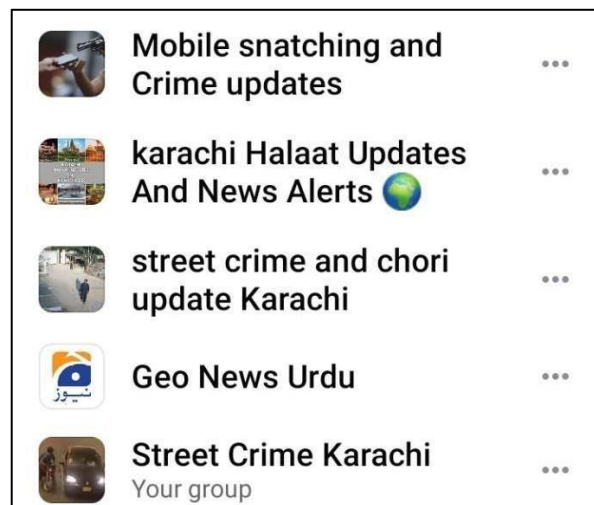 Mobile snatching and
Crime updates
karachi Halaat Updates
And News Alerts 🌍
street crime and chori
update Karachi
نیوز
Geo News Urdu
Street Crime Karachi
Your group